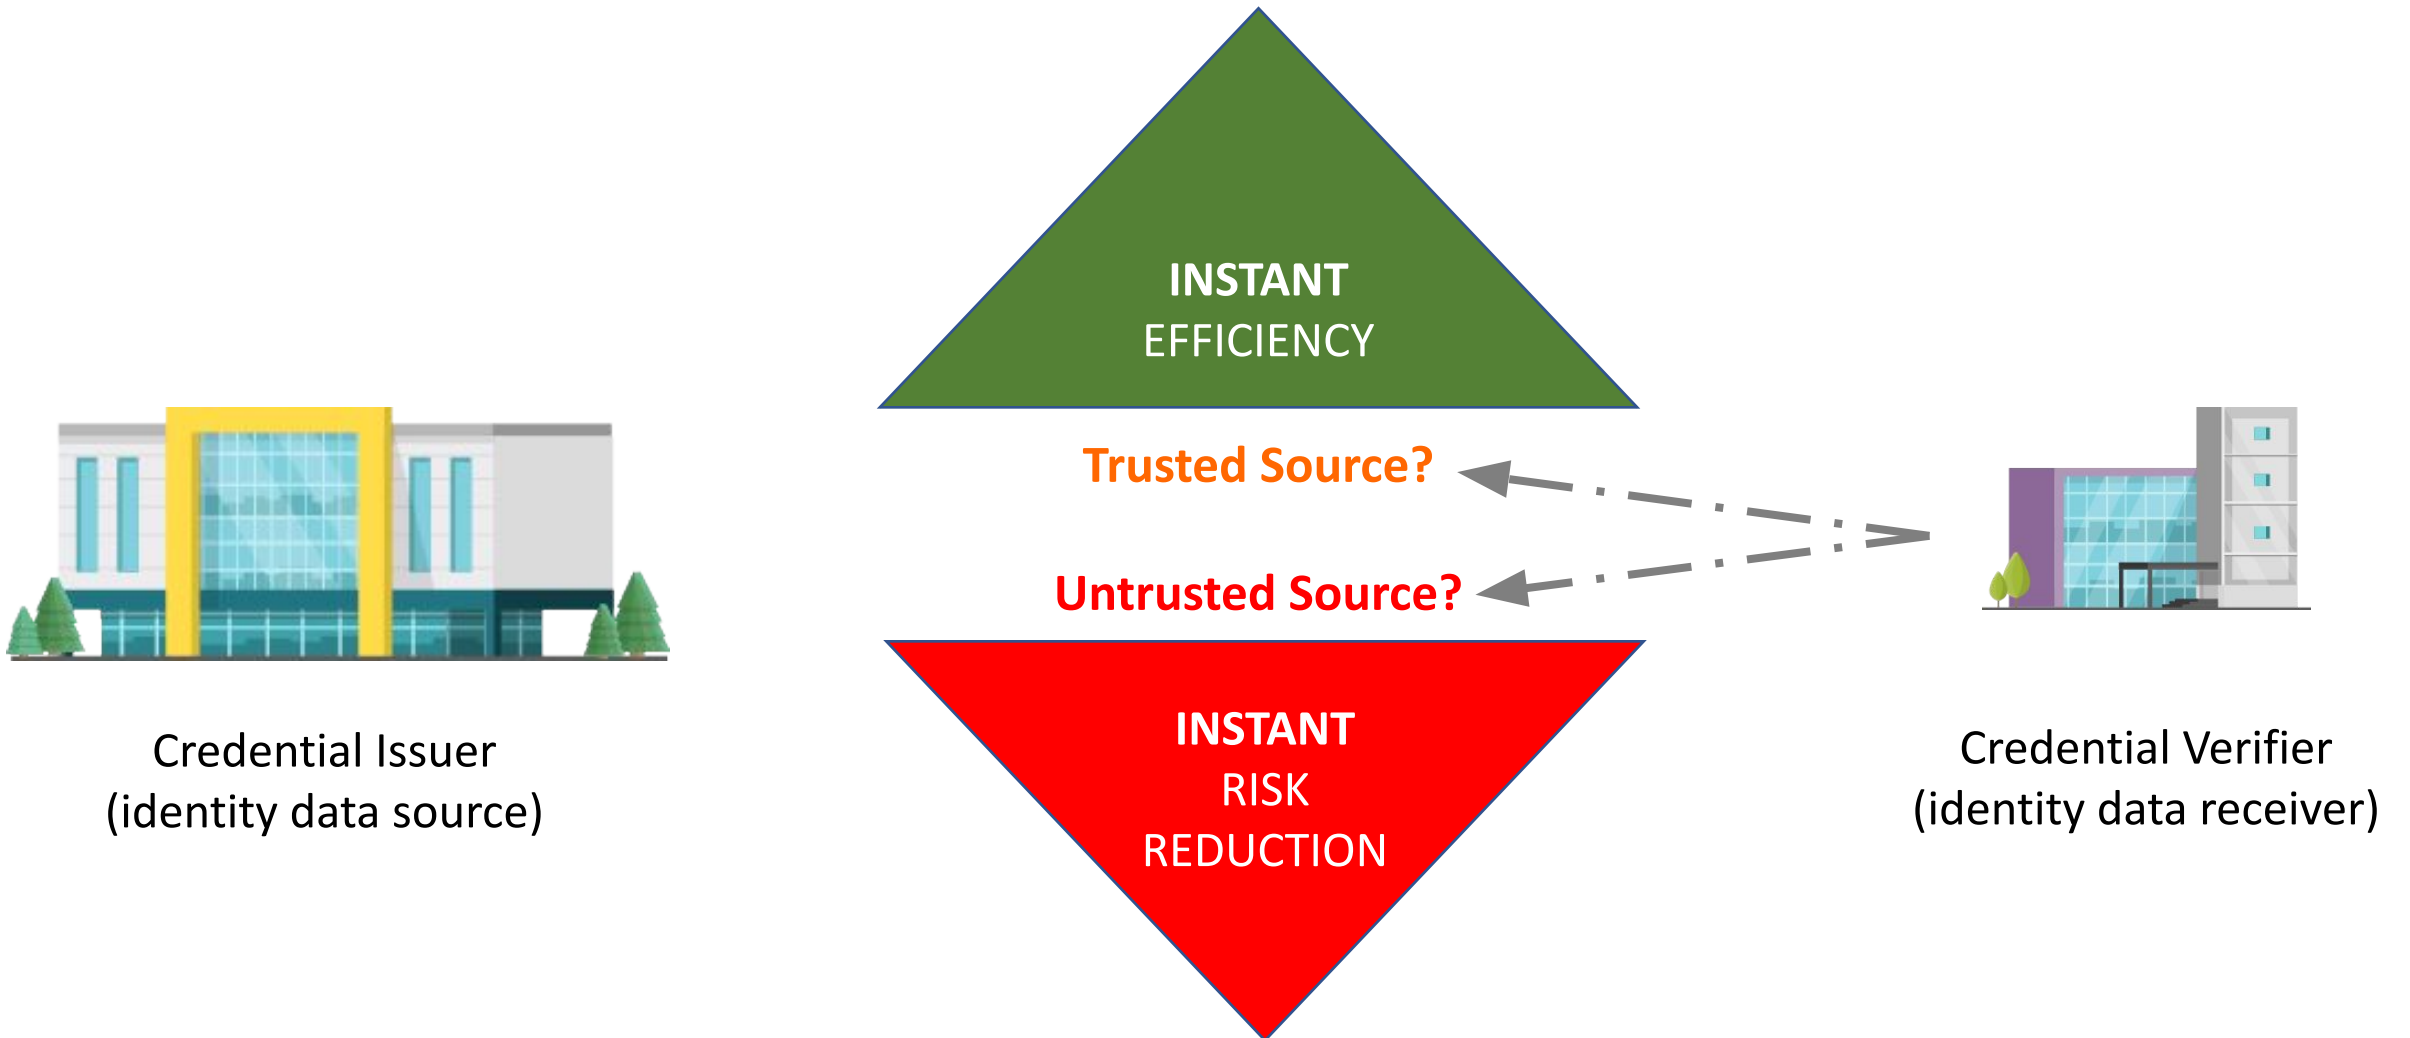 INSTANT
EFFICIENCY
Trusted Source?
Untrusted Source?
INSTANT
RISK
REDUCTION
Credential Issuer
(identity data source)
Credential Verifier
(identity data receiver)